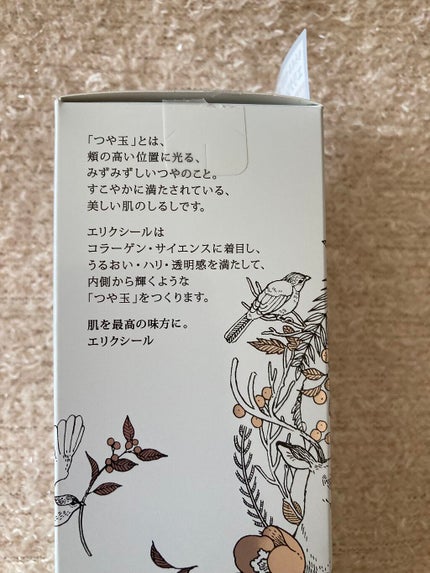 「つや玉」とは、
頬の高い位置に光る、
みずみずしいつやのこと。
すこやかに満たされている、
美しい肌のしるしです。
エリクシールは
コラーゲン・サイエンスに着目し、
うるおい・ハリ・透明感を満たして、
内側から輝くような
「つや玉」をつくります。
肌を最高の味方に。
エリクシール